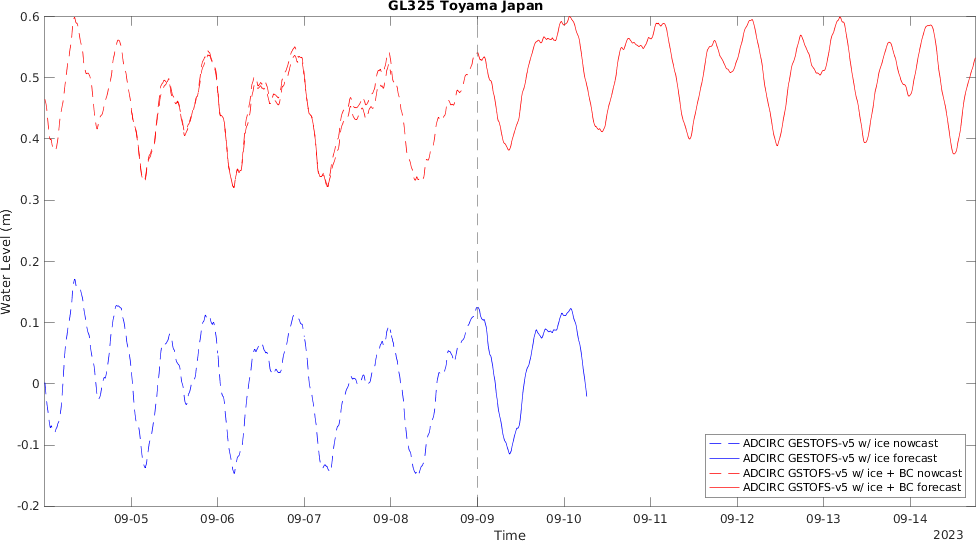 GL325 Toyama Japan
0.6
0.5
0.4
0.3
0.2
0.1
0
-0.1
-0.2
Water Level (m)
09-05 09-06 09-07 09-08 09-09 09-10 09-11 09-12 09-13 09-14
Time
2023
ADCIRC GESTOFS-v5 w/ ice nowcast
ADCIRC GESTOFS-v5 w/ ice forecast
ADCIRC GSTOFS-v5 w/ ice + BC nowcast
ADCIRC GSTOFS-v5 w/ ice + BC forecast